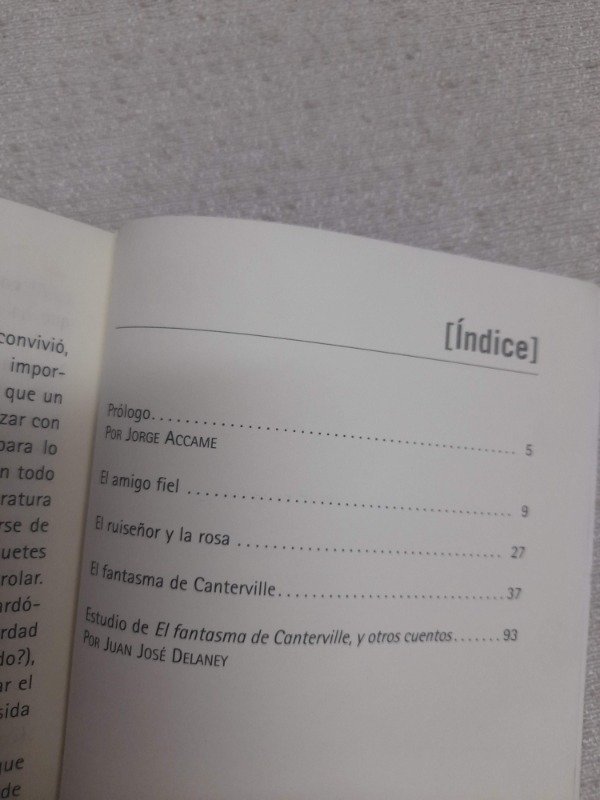 convivió,
impor-
que un
zar con
para lo
n todo
ratura
rse de
uetes
rolar.
ardó-
rdad
do?),
ar el
sida
que
de
[Índice]
Prólogo 5
Por Jorge Accame
El amigo fiel 9
El ruiseñor y la rosa 27
El fantasma de Canterville 37
Estudio de El fantasma de Canterville, y otros cuentos 93
Por Juan José Delaney